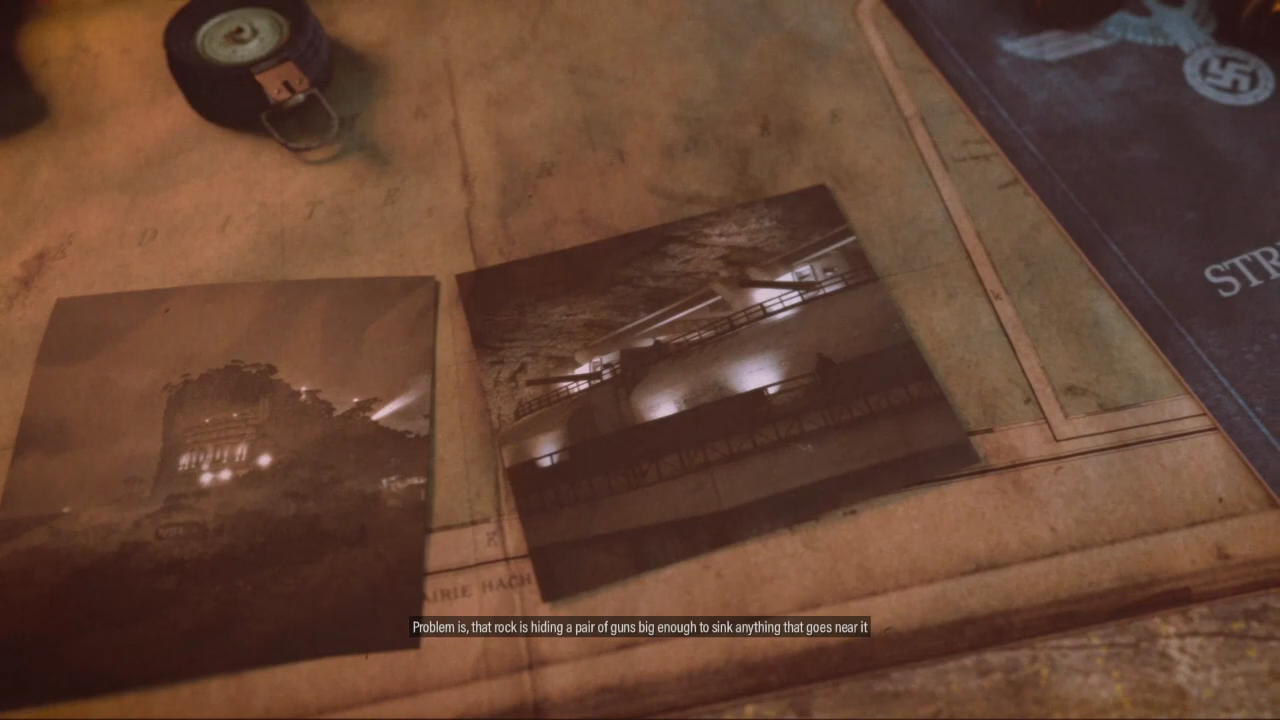 STR
AIRIE HACH
Problem is, that rock is hiding a pair of guns big enough to sink anything that goes near it